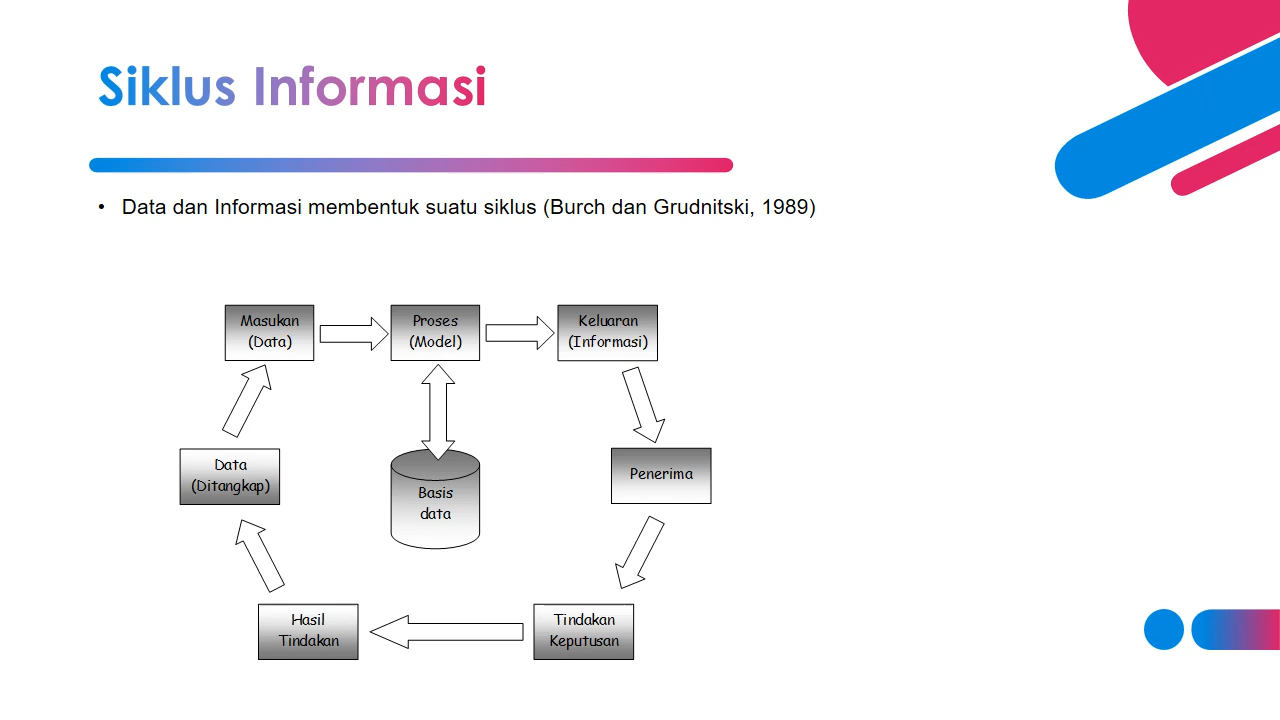 Siklus Informasi
• Data dan Informasi membentuk suatu siklus (Burch dan Grudnitski, 1989)
Masukan
(Data)
Proses
(Model)
Keluaran
(Informasi)
Data
(Ditangkap)
Basis
data
Penerima
Hasil
Tindakan
Tindakan
Keputusan